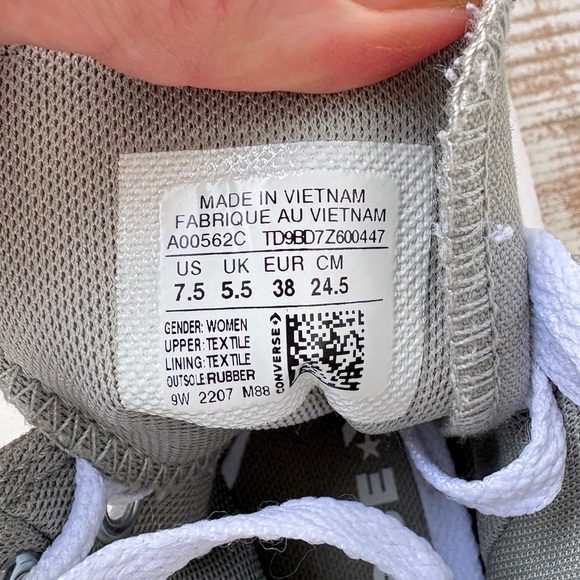 MADE IN VIETNAM
FABRIQUE AU VIETNAM
A00562C TD9BD7Z600447
US UK EUR CM
7.5 5.5 38 24.5
GENDER: WOMEN
UPPER: TEXTILE
LINING: TEXTILE
OUTSOLE: RUBBER
9W 2207 M88
CONVERSE